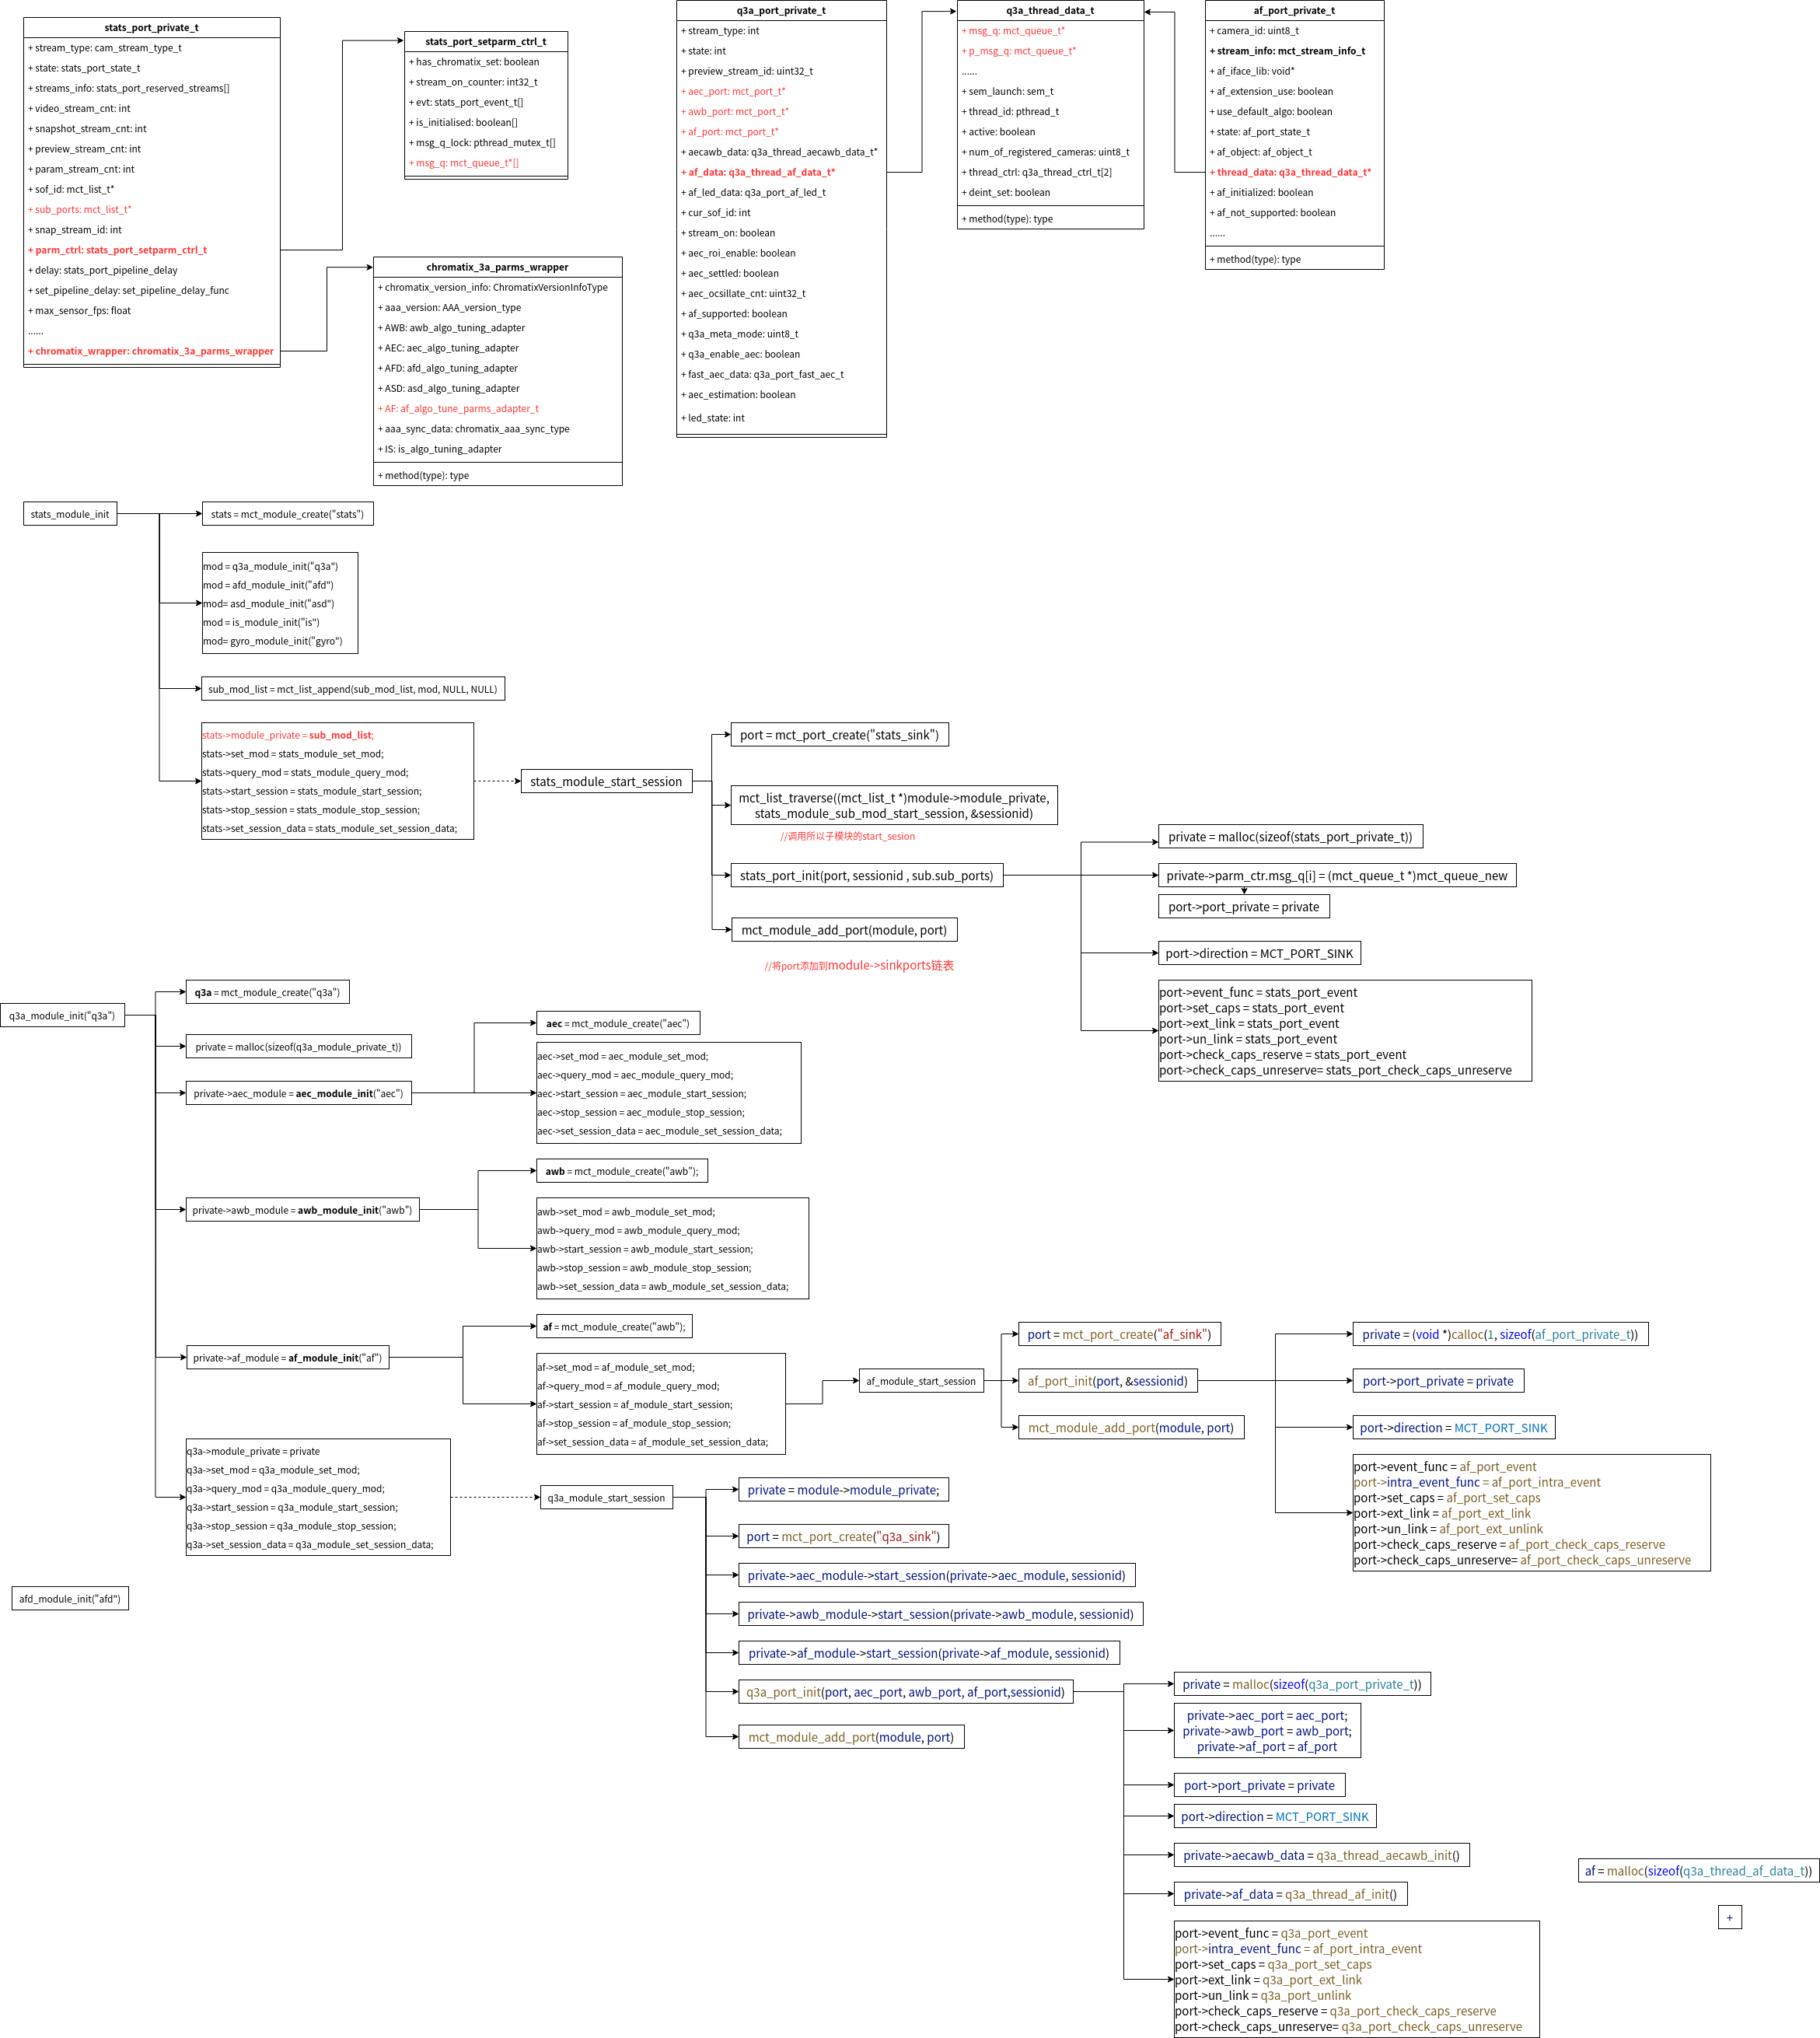 stats_port_private_t
+ stream_type: cam_stream_type_t
+ state: stats_port_state_t
+ streams_info: stats_port_reserved_streams[]
+ video_stream_cnt: int
+ snapshot_stream_cnt: int
+ preview_stream_cnt: int
+ param_stream_cnt: int
+ sof_id: mct_list_t*
+ sub_ports: mct_list_t*
+ snap_stream_id: int
+ parm_ctrl: stats_port_setparm_ctrl_t
+ delay: stats_port_pipeline_delay
+ set_pipeline_delay: set_pipeline_delay_func
+ max_sensor_fps: float
......
+ chromatix_wrapper: chromatix_3a_parms_wrapper
stats_port_setparm_ctrl_t
+ has_chromatix_set: boolean
+ stream_on_counter: int32_t
+ evt: stats_port_event_t[]
+ is_initialised: boolean[]
+ msg_q_lock: pthread_mutex_t[]
+ msg_q: mct_queue_t*[]
chromatix_3a_parms_wrapper
+ chromatix_version_info: ChromatixVersionInfoType
+ aaa_version: AAA_version_type
+ AWB: awb_algo_tuning_adapter
+ AEC: aec_algo_tuning_adapter
+ AFD: afd_algo_tuning_adapter
+ ASD: asd_algo_tuning_adapter
+ AF: af_algo_tune_parms_adapter_t
+ aaa_sync_data: chromatix_aaa_sync_type
+ IS: is_algo_tuning_adapter
+ method(type): type
q3a_port_private_t
+ stream_type: int
+ state: int
+ preview_stream_id: uint32_t
+ aec_port: mct_port_t*
+ awb_port: mct_port_t*
+ af_port: mct_port_t*
+ aecawb_data: q3a_thread_aecawb_data_t*
+ af_data: q3a_thread_af_data_t*
+ af_led_data: q3a_port_af_led_t
+ cur_sof_id: int
+ stream_on: boolean
+ aec_roi_enable: boolean
+ aec_settled: boolean
+ aec_ocsillate_cnt: uint32_t
+ af_supported: boolean
+ q3a_meta_mode: uint8_t
+ q3a_enable_aec: boolean
+ fast_aec_data: q3a_port_fast_aec_t
+ aec_estimation: boolean
+ led_state: int
q3a_thread_data_t
+ msg_q: mct_queue_t*
+ p_msg_q: mct_queue_t*
......
+ sem_launch: sem_t
+ thread_id: pthread_t
+ active: boolean
+ num_of_registered_cameras: uint8_t
+ thread_ctrl: q3a_thread_ctrl_t[2]
+ deint_set: boolean
+ method(type): type
af_port_private_t
+ camera_id: uint8_t
+ stream_info: mct_stream_info_t
+ af_iface_lib: void*
+ af_extension_use: boolean
+ use_default_algo: boolean
+ state: af_port_state_t
+ af_object: af_object_t
+ thread_data: q3a_thread_data_t*
+ af_initialized: boolean
+ af_not_supported: boolean
......
+ method(type): type
stats_module_init
stats = mct_module_create("stats")
mod = q3a_module_init("q3a")
mod = afd_module_init("afd")
mod= asd_module_init("asd")
mod = is_module_init("is")
mod= gyro_module_init("gyro")
sub_mod_list = mct_list_append(sub_mod_list, mod, NULL, NULL)
stats->module_private = sub_mod_list;
stats->set_mod = stats_module_set_mod;
stats->query_mod = stats_module_query_mod;
stats->start_session = stats_module_start_session;
stats->stop_session = stats_module_stop_session;
stats->set_session_data = stats_module_set_session_data;
stats_module_start_session
port = mct_port_create("stats_sink")
mct_list_traverse((mct_list_t *)module->module_private,
stats_module_sub_mod_start_session, &sessionid)
//调用所以子模块的start_sesion
stats_port_init(port, sessionid , sub.sub_ports)
mct_module_add_port(module, port)
//将port添加到module->sinkports链表
private = malloc(sizeof(stats_port_private_t))
private->parm_ctr.msg_q[i] = (mct_queue_t *)mct_queue_new
port->port_private = private
port->direction = MCT_PORT_SINK
port->event_func = stats_port_event
port->set_caps = stats_port_event
port->ext_link = stats_port_event
port->un_link = stats_port_event
port->check_caps_reserve = stats_port_event
port->check_caps_unreserve= stats_port_check_caps_unreserve
q3a_module_init("q3a")
q3a = mct_module_create("q3a")
private = malloc(sizeof(q3a_module_private_t))
private->aec_module = aec_module_init("aec")
aec = mct_module_create("aec")
aec->set_mod = aec_module_set_mod;
aec->query_mod = aec_module_query_mod;
aec->start_session = aec_module_start_session;
aec->stop_session = aec_module_stop_session;
aec->set_session_data = aec_module_set_session_data;
private->awb_module = awb_module_init("awb")
awb = mct_module_create("awb");
awb->set_mod = awb_module_set_mod;
awb->query_mod = awb_module_query_mod;
awb->start_session = awb_module_start_session;
awb->stop_session = awb_module_stop_session;
awb->set_session_data = awb_module_set_session_data;
private->af_module = af_module_init("af")
af = mct_module_create("awb");
af->set_mod = af_module_set_mod;
af->query_mod = af_module_query_mod;
af->start_session = af_module_start_session;
af->stop_session = af_module_stop_session;
af->set_session_data = af_module_set_session_data;
af_module_start_session
port = mct_port_create("af_sink")
af_port_init(port, &sessionid)
mct_module_add_port(module, port)
private = (void *)calloc(1, sizeof(af_port_private_t))
port->port_private = private
port->direction = MCT_PORT_SINK
port->event_func = af_port_event
port->intra_event_func = af_port_intra_event
port->set_caps = af_port_set_caps
port->ext_link = af_port_ext_link
port->un_link = af_port_ext_unlink
port->check_caps_reserve = af_port_check_caps_reserve
port->check_caps_unreserve= af_port_check_caps_unreserve
q3a->module_private = private
q3a->set_mod = q3a_module_set_mod;
q3a->query_mod = q3a_module_query_mod;
q3a->start_session = q3a_module_start_session;
q3a->stop_session = q3a_module_stop_session;
q3a->set_session_data = q3a_module_set_session_data;
q3a_module_start_session
private = module->module_private;
port = mct_port_create("q3a_sink")
private->aec_module->start_session(private->aec_module, sessionid)
private->awb_module->start_session(private->awb_module, sessionid)
private->af_module->start_session(private->af_module, sessionid)
q3a_port_init(port, aec_port, awb_port, af_port,sessionid)
mct_module_add_port(module, port)
afd_module_init("afd")
private = malloc(sizeof(q3a_port_private_t))
private->aec_port = aec_port;
private->awb_port = awb_port;
private->af_port = af_port
port->port_private = private
port->direction = MCT_PORT_SINK
private->aecawb_data = q3a_thread_aecawb_init()
private->af_data = q3a_thread_af_init()
port->event_func = q3a_port_event
port->intra_event_func = af_port_intra_event
port->set_caps = q3a_port_set_caps
port->ext_link = q3a_port_ext_link
port->un_link = q3a_port_unlink
port->check_caps_reserve = q3a_port_check_caps_reserve
port->check_caps_unreserve= q3a_port_check_caps_unreserve
af = malloc(sizeof(q3a_thread_af_data_t))
+